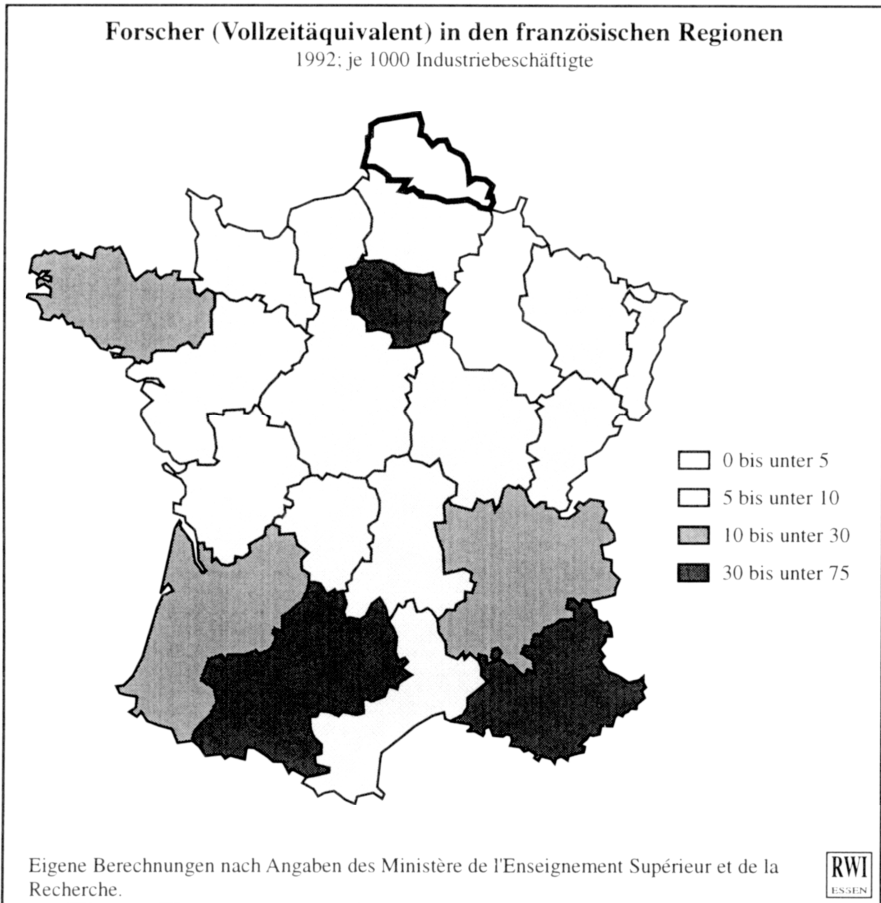 Forscher (Vollzeitäquivalent) in den französischen Regionen
1992; je 1000 Industriebeschäftigte
0 bis unter 5
5 bis unter 10
10 bis unter 30
30 bis unter 75
Eigene Berechnungen nach Angaben des Ministère de l'Enseignement Supérieur et de la
Recherche.
RWI
ESSEN